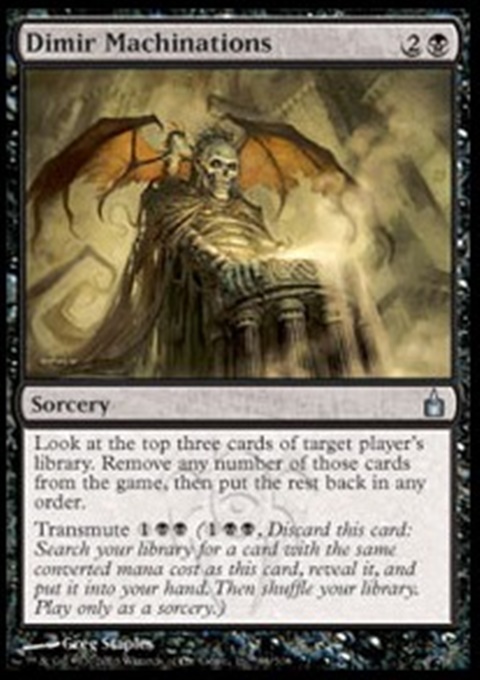 Dimir Machinations 2
Sorcery
Look at the top three cards of target player's
library. Remove any number of those cards
from the game, then put the rest back in any
order.
Transmute 1 (1, Discard this card:
Search your library for a card with the same
converted mana cost as this card, reveal it, and
put it into your hand. Then shuffle your library.
Play only as a sorcery.)
Greg Staples